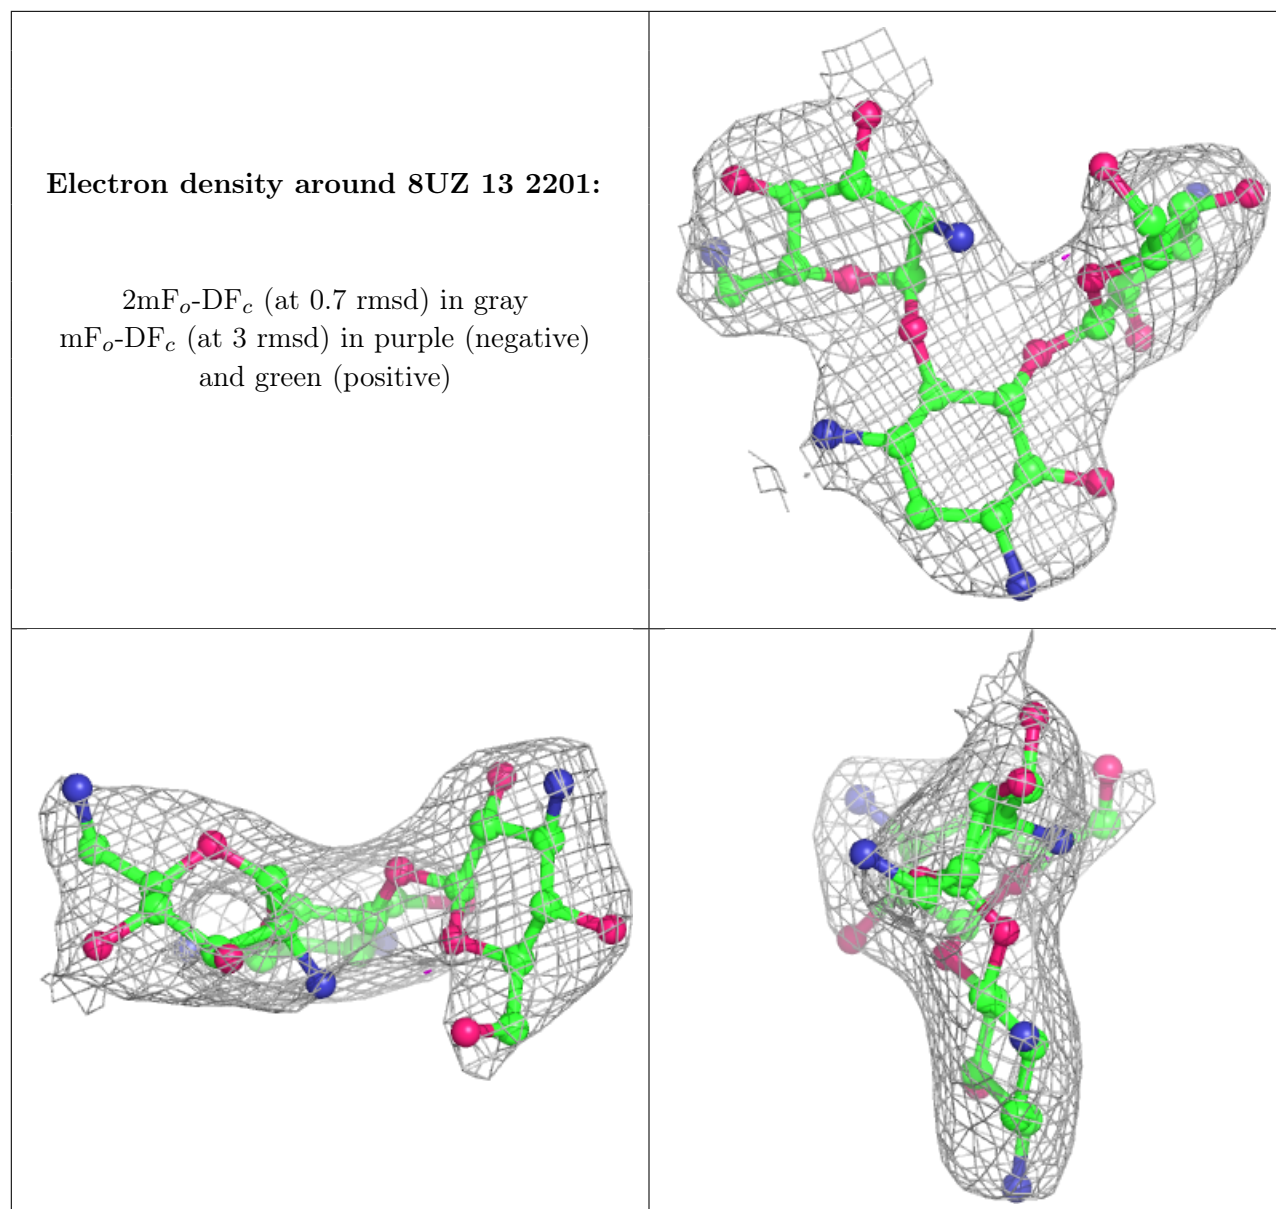 Electron density around 8UZ 13 2201:
2mFo-DFc (at 0.7 rmsd) in gray
mFo-DFc (at 3 rmsd) in purple (negative)
and green (positive)